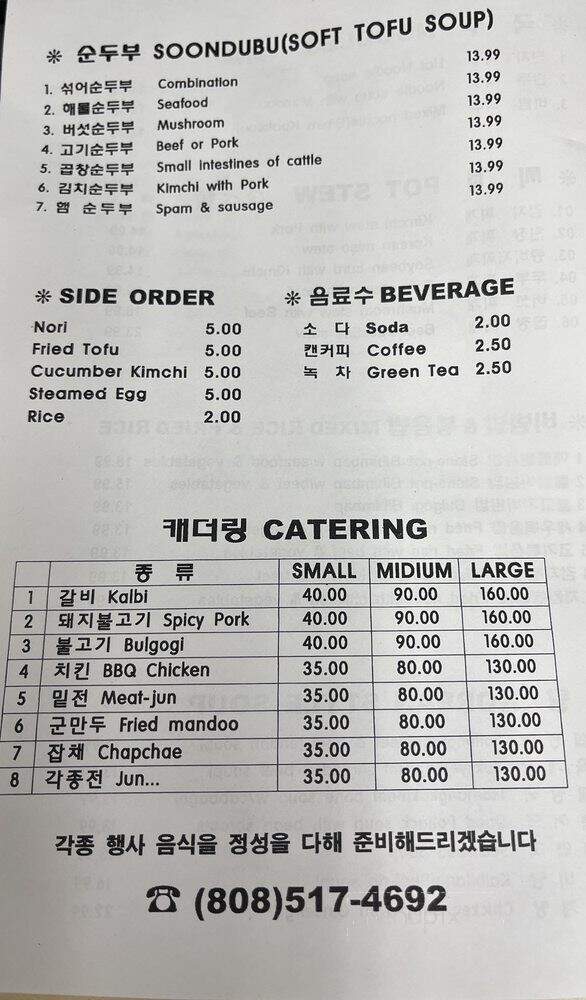 ※ 순두부 SOONDUBU(SOFT TOFU SOUP)
1. 섞어순두부 Combination 13.99
2. 해물순두부 Seafood 13.99
3. 버섯순두부 Mushroom 13.99
4. 고기순두부 Beef or Pork 13.99
5. 곱창순두부 Small intestines of cattle 13.99
6. 김치순두부 Kimchi with Pork 13.99
7. 햄 순두부 Spam & sausage 13.99
※ SIDE ORDER
Nori 5.00
Fried Tofu 5.00
Cucumber Kimchi 5.00
Steamed Egg 5.00
Rice 2.00
※ 음료수 BEVERAGE
소 다 Soda 2.00
캔커피 Coffee 2.50
녹 차 Green Tea 2.50
캐더링 CATERING
종 류 SMALL MIDIUM LARGE
1 갈비 Kalbi 40.00 90.00 160.00
2 돼지불고기 Spicy Pork 40.00 90.00 160.00
3 불고기 Bulgogi 40.00 90.00 160.00
4 치킨 BBQ Chicken 35.00 80.00 130.00
5 밑전 Meat-jun 35.00 80.00 130.00
6 군만두 Fried mandoo 35.00 80.00 130.00
7 잡채 Chapchae 35.00 80.00 130.00
8 각종전 Jun... 35.00 80.00 130.00
각종 행사 음식을 정성을 다해 준비해드리겠습니다
☎ (808)517-4692